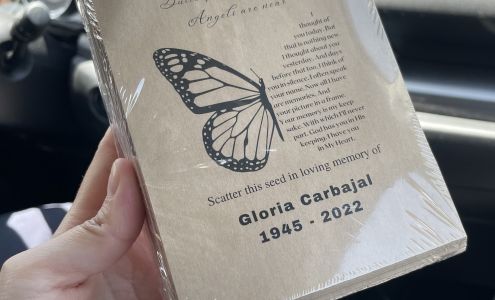 Angels are near
I
thought of
you today. But
that is nothing new
I thought about you
yesterday. And days
before that too. I think of
you in silence. I often speak
your name. Now all I have
are memories. And
your picture in a frame.
Your memory is my keep
sake. With which I'll never
part. God has you in His
keeping. I have you
in My Heart.
Scatter this seed in loving memory of
Gloria Carbajal
1945 - 2022